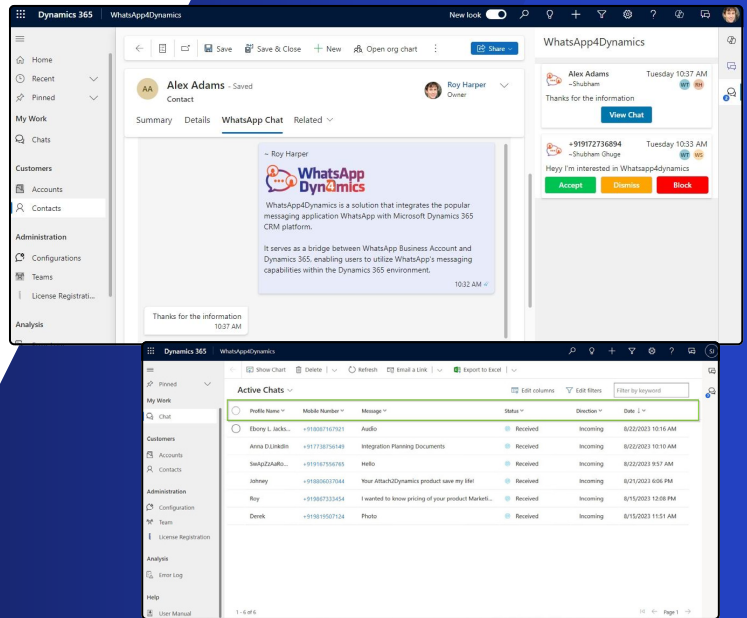 Dynamics 365 WhatsApp4Dynamics New look
Home
Recent
Pinned
My Work
Chats
Customers
Accounts
Contacts
Administration
Configurations
Teams
License Registrati...
Analysis
Save Save & Close New Open org chart Share
AA Alex Adams - Saved
Contact
Roy Harper
Owner
Summary Details WhatsApp Chat Related
~ Roy Harper
WhatsApp
Dyn4mics
WhatsApp4Dynamics is a solution that integrates the popular
messaging application WhatsApp with Microsoft Dynamics 365
CRM platform.
It serves as a bridge between WhatsApp Business Account and
Dynamics 365, enabling users to utilize WhatsApp's messaging
capabilities within the Dynamics 365 environment.
10:32 AM
Thanks for the information
10:37 AM
WhatsApp4Dynamics
Alex Adams Tuesday 10:37 AM
~Shubham WT RH
Thanks for the information
View Chat
+919172736894 Tuesday 10:33 AM
~Shubham Ghuge WT WS
Heyy I'm interested in Whatsapp4dynamics
Accept Dismiss Block
Dynamics 365 WhatsApp4Dynamics SI
Pinned
My Work
Chat
Customers
Accounts
Contacts
Administration
Configuration
Team
License Registration
Analysis
Error Log
Help
User Manual
Show Chart Delete Refresh Email a Link Export to Excel
Active Chats Edit columns Edit filters Filter by keyword
Profile Name Mobile Number Message Status Direction Date
Ebony L. Jacks... +918087167921 Audio Received Incoming 8/22/2023 10:16 AM
Anna D.Linkdin +917738756149 Integration Planning Documents Received Incoming 8/22/2023 10:10 AM
SwApZzAaRo... +919167556765 Hello Received Incoming 8/22/2023 9:57 AM
Johney +919806037044 Your Attach2Dynamics product save my life! Received Incoming 8/21/2023 6:06 PM
Roy +919867333454 I wanted to know pricing of your product Marketi... Received Incoming 8/15/2023 12:08 PM
Derek +919819507124 Photo Received Incoming 8/15/2023 11:51 AM
1 - 6 of 6 Page 1